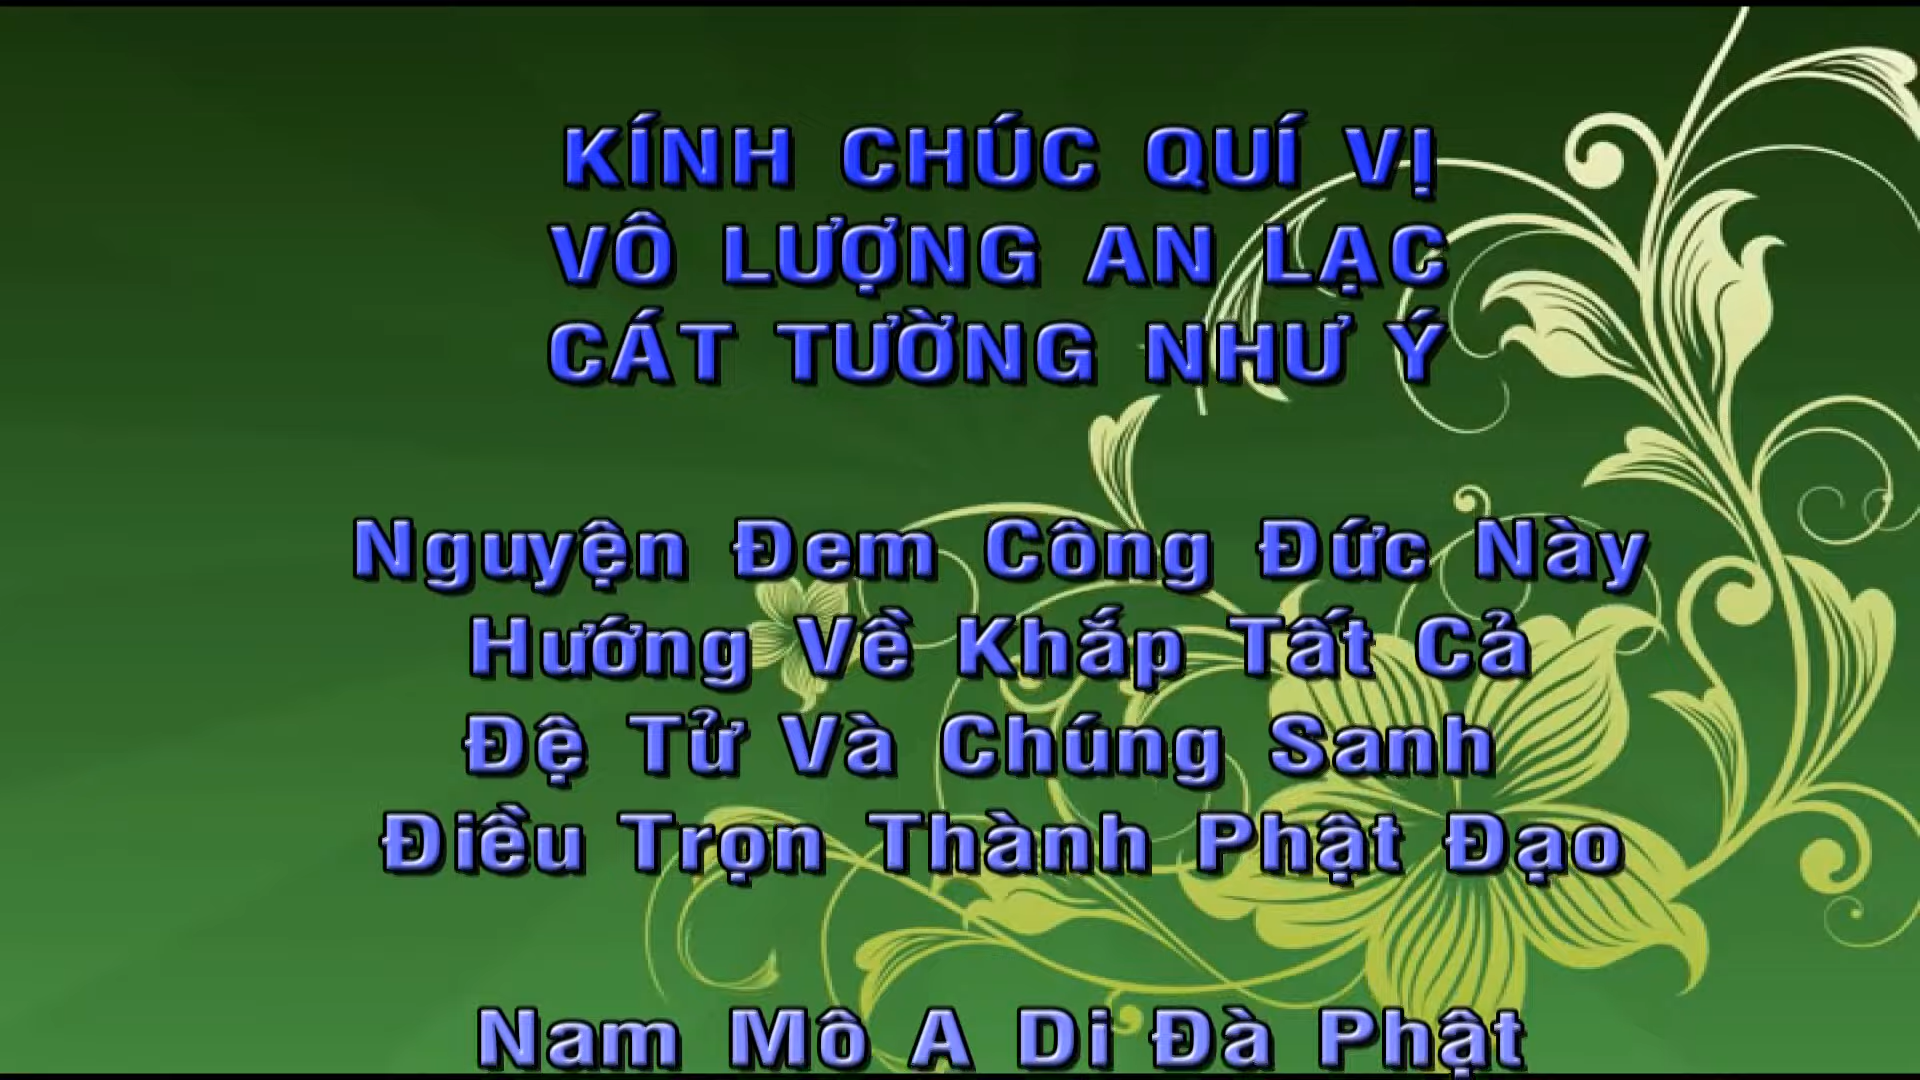 KÍNH CHÚC QUÍ VỊ
VÔ LƯỢNG AN LẠC
CÁT TƯỜNG NHƯ Ý
Nguyện Đem Công Đức Này
Hướng Về Khắp Tất Cả
Đệ Tử Và Chúng Sanh
Điều Trọn Thành Phật Đạo
Nam Mô A Di Đà Phật